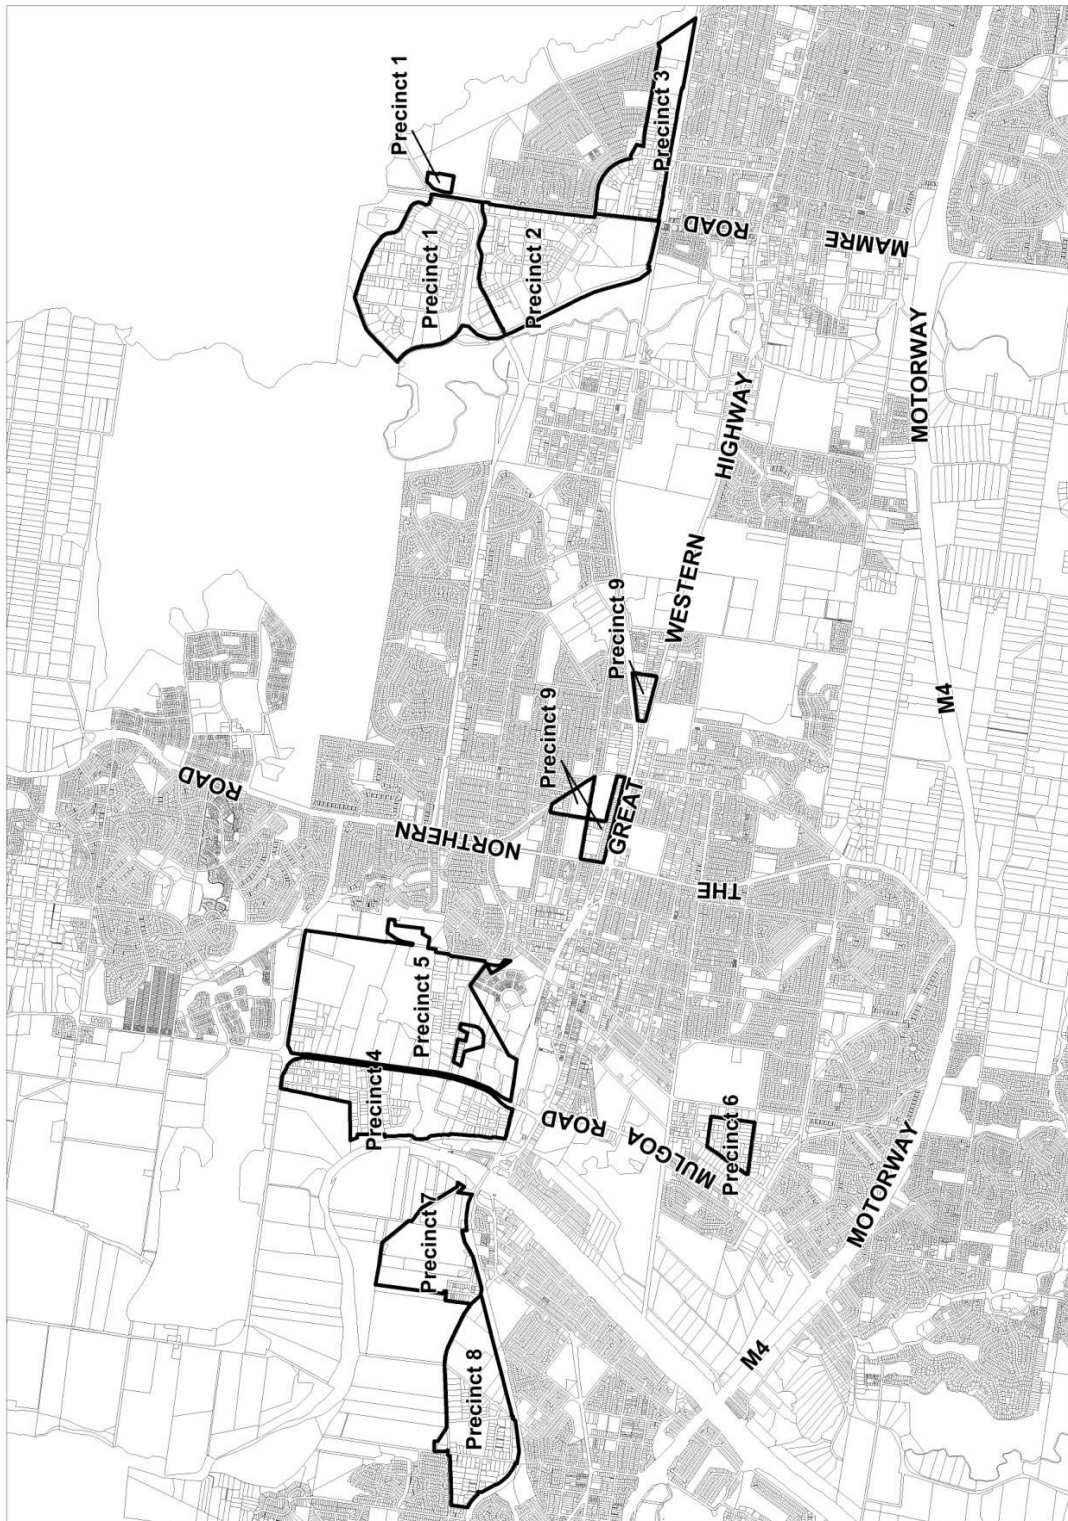 Precinct 1
Precinct 1
Precinct 2
Precinct 3
ROAD
MAMRE
HIGHWAY
MOTORWAY
WESTERN
Precinct 9
Precinct 9
M4
ROAD
NORTHERN
GREAT
THE
Precinct 5
Precinct 4
ROAD
MULGOA
Precinct 6
MOTORWAY
Precinct 7
Precinct 8
M4